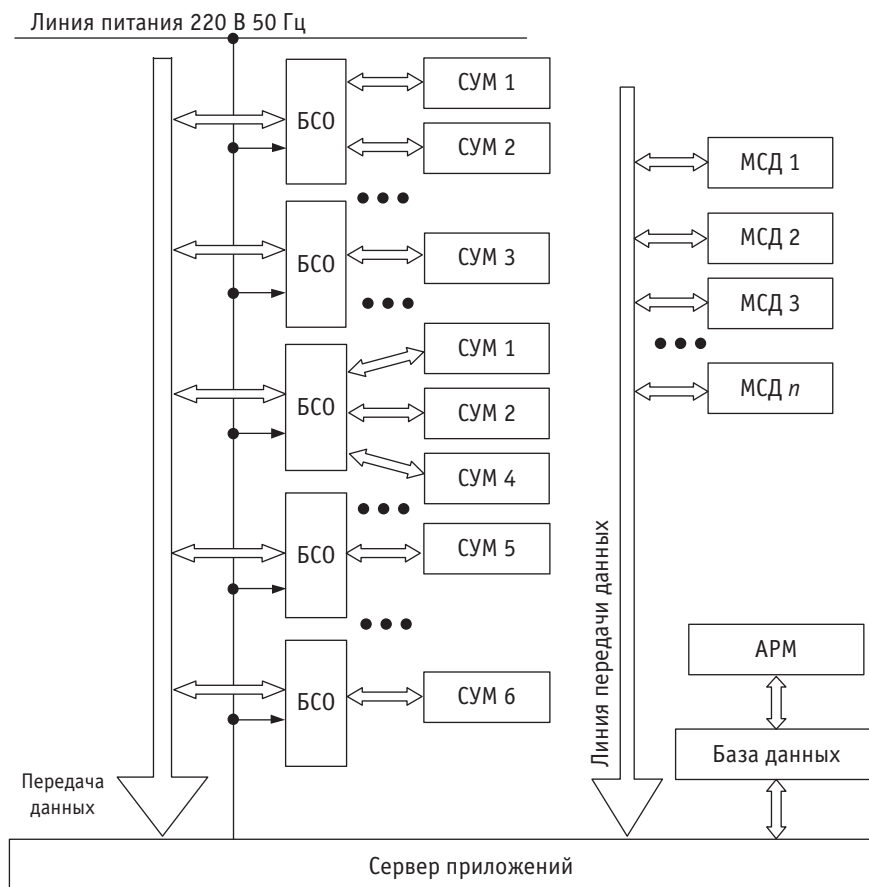 Линия питания 220 В 50 Гц
БСО
СУМ 1
СУМ 2
БСО
СУМ 3
БСО
СУМ 1
СУМ 2
СУМ 4
БСО
СУМ 5
БСО
СУМ 6
Передача
данных
МСД 1
МСД 2
МСД 3
МСД n
Линия передачи данных
АРМ
База данных
Сервер приложений